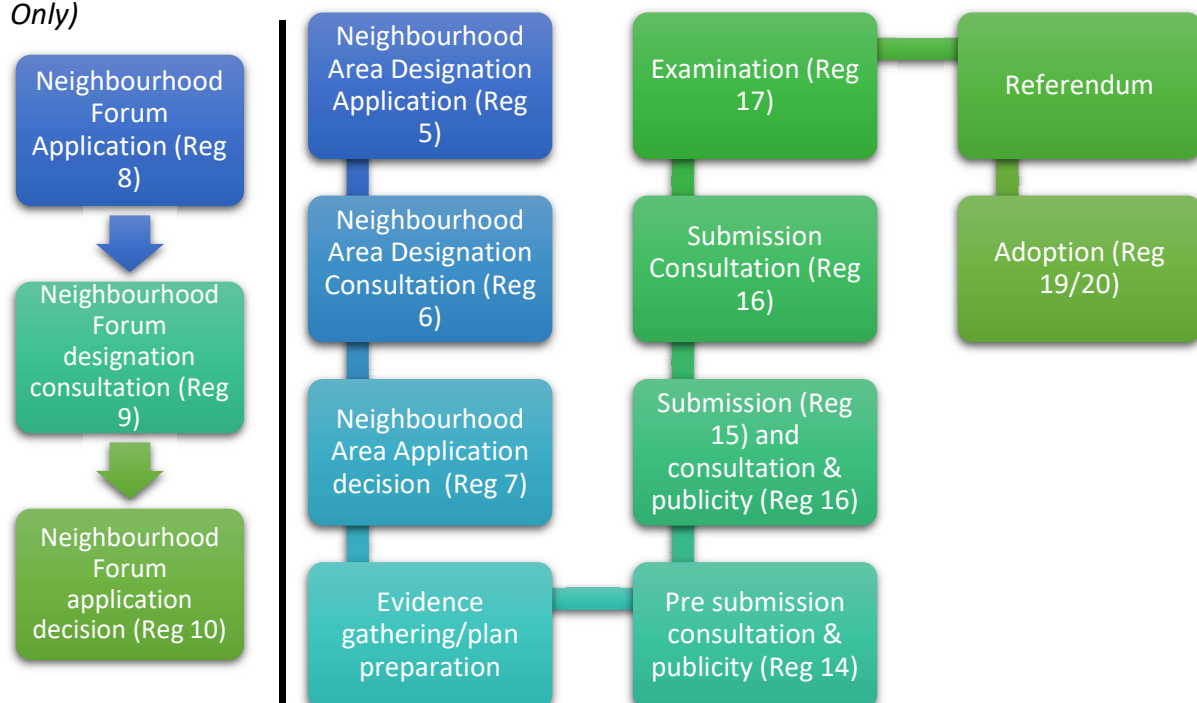 Only)
Neighbourhood
Forum
Application (Reg
8)
Neighbourhood
Forum
designation
consultation (Reg
9)
Neighbourhood
Forum
application
decision (Reg 10)
Neighbourhood
Area Designation
Application (Reg
5)
Neighbourhood
Area Designation
Consultation (Reg
6)
Neighbourhood
Area Application
decision  (Reg 7)
Evidence
gathering/plan
preparation
Pre submission
consultation &
publicity (Reg 14)
Submission (Reg
15) and
consultation &
publicity (Reg 16)
Submission
Consultation (Reg
16)
Examination (Reg
17)
Referendum
Adoption (Reg
19/20)